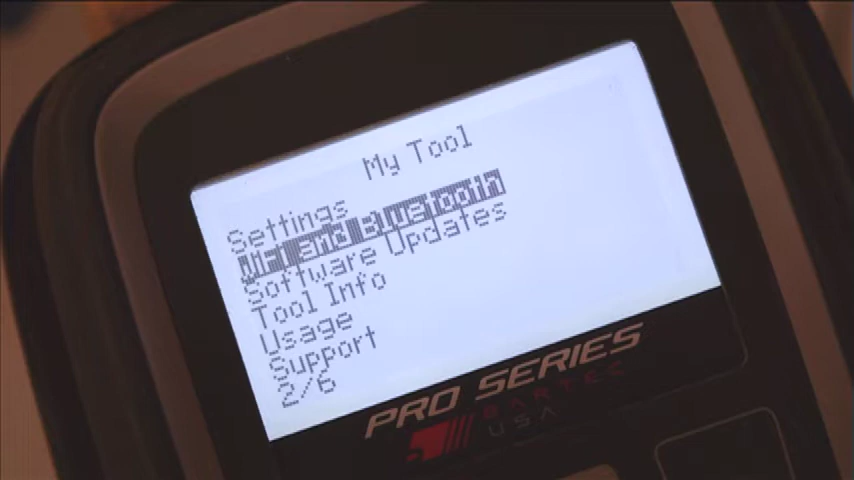 My Tool
Settings
WiFi and Bluetooth
Software Updates
Tool Info
Usage
Support
2/6
PRO SERIES
BARTEC
USA